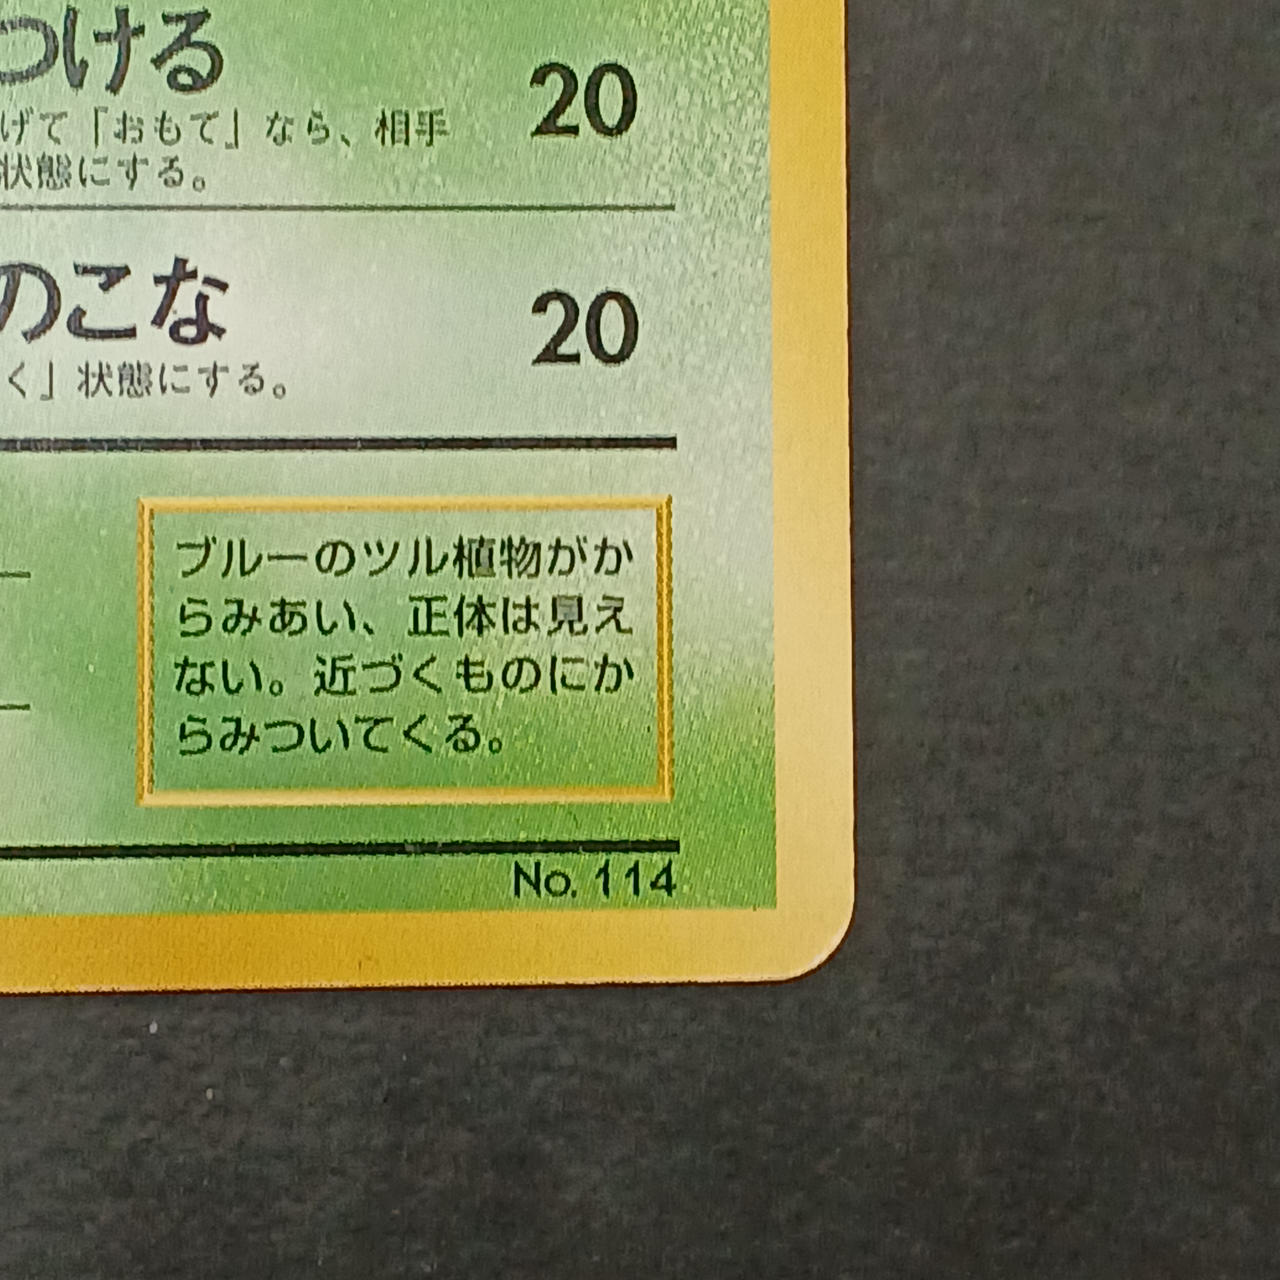 つける 20
げて「おもて」なら、相手
状態にする。
のこな 20
く」状態にする。
ブルーのツル植物がか
らみあい、正体は見え
ない。近づくものにか
らみついてくる。
No. 114